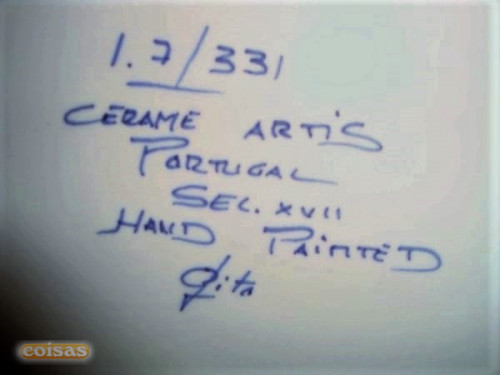 1.7/331
CERAME ARTiS
PORTUGAL
SEC. XVII
HAND PAiNTED
coisas